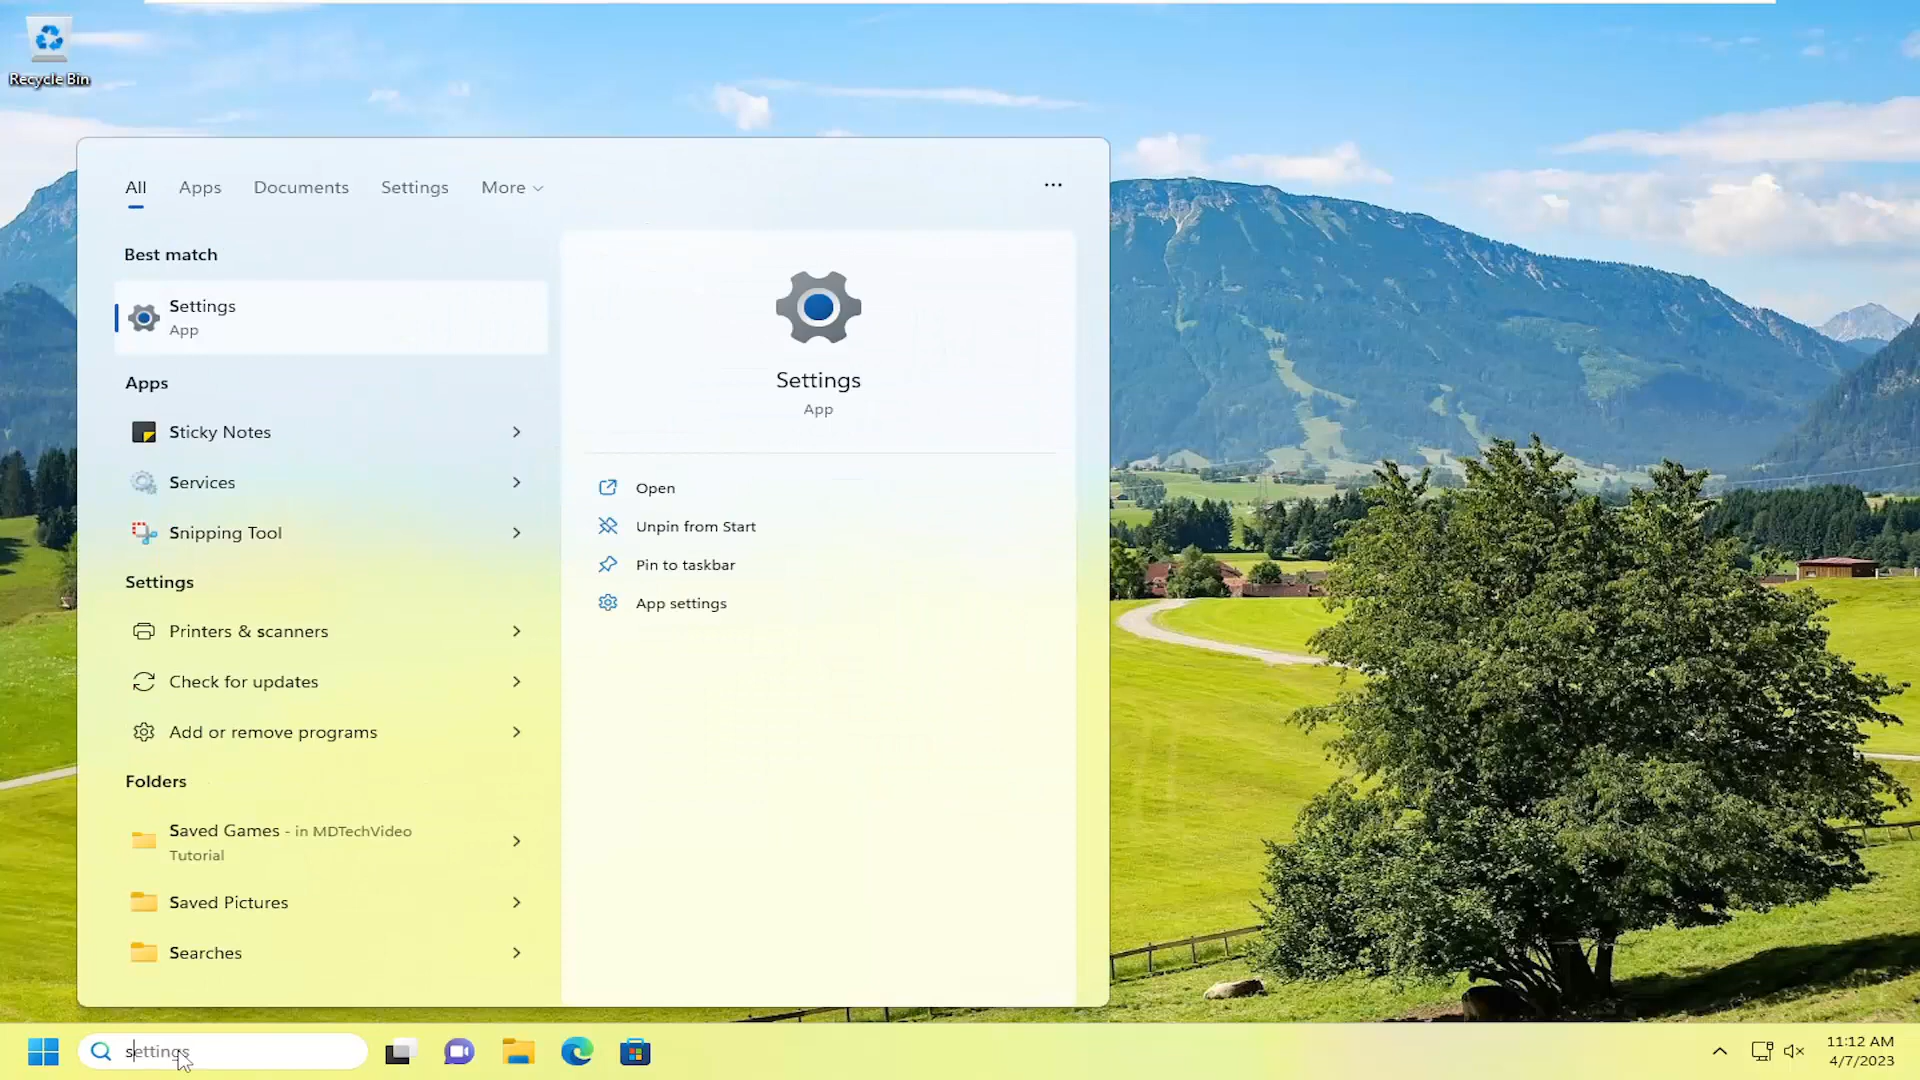 Recycle Bin
All Apps Documents Settings More
Best match
Settings
App
Apps
Sticky Notes
Services
Snipping Tool
Settings
Printers & scanners
Check for updates
Add or remove programs
Folders
Saved Games - in MDTechVideo
Tutorial
Saved Pictures
Searches
Settings
App
Open
Unpin from Start
Pin to taskbar
App settings
settings
11:12 AM
4/7/2023